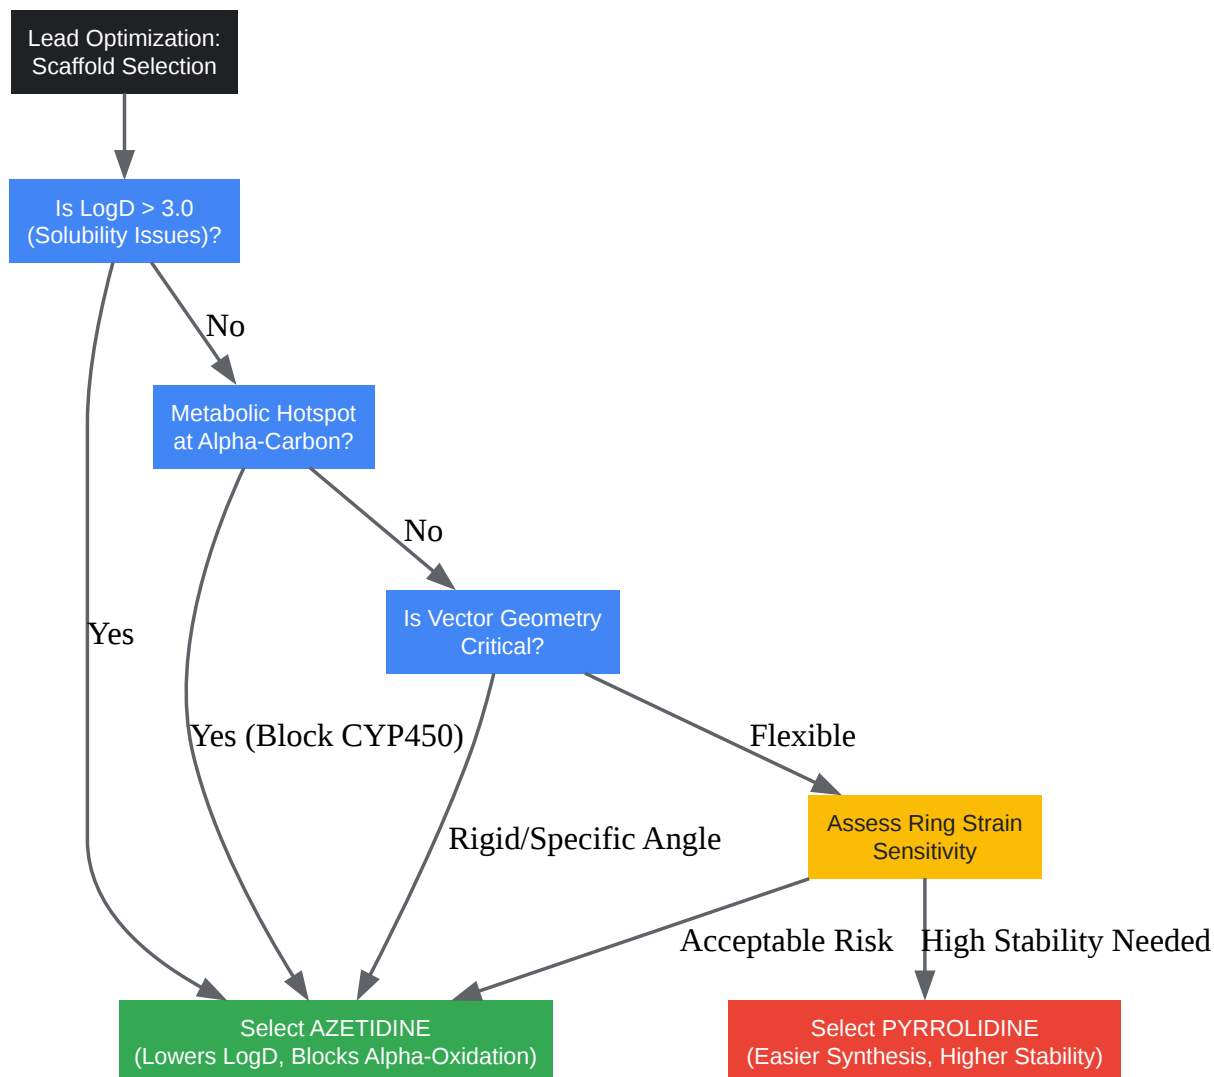 Lead Optimization:
Scaffold Selection
Is LogD > 3.0
(Solubility Issues)?
No
Metabolic Hotspot
at Alpha-Carbon?
No
Is Vector Geometry
Critical?
Yes
Yes (Block CYP450)
Flexible
Rigid/Specific Angle
Assess Ring Strain
Sensitivity
Acceptable Risk
High Stability Needed
Select AZETIDINE
(Lowers LogD, Blocks Alpha-Oxidation)
Select PYRROLIDINE
(Easier Synthesis, Higher Stability)